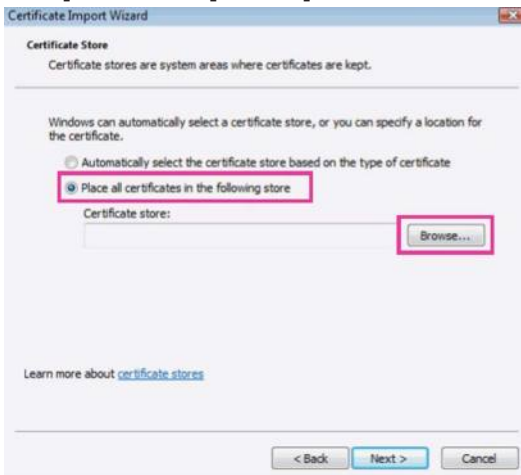 Certificate Import Wizard
Certificate Store
Certificate stores are system areas where certificates are kept.
Windows can automatically select a certificate store, or you can specify a location for
the certificate.
Automatically select the certificate store based on the type of certificate
Place all certificates in the following store
Certificate store:
Browse...
Learn more about certificate stores
< Back
Next >
Cancel